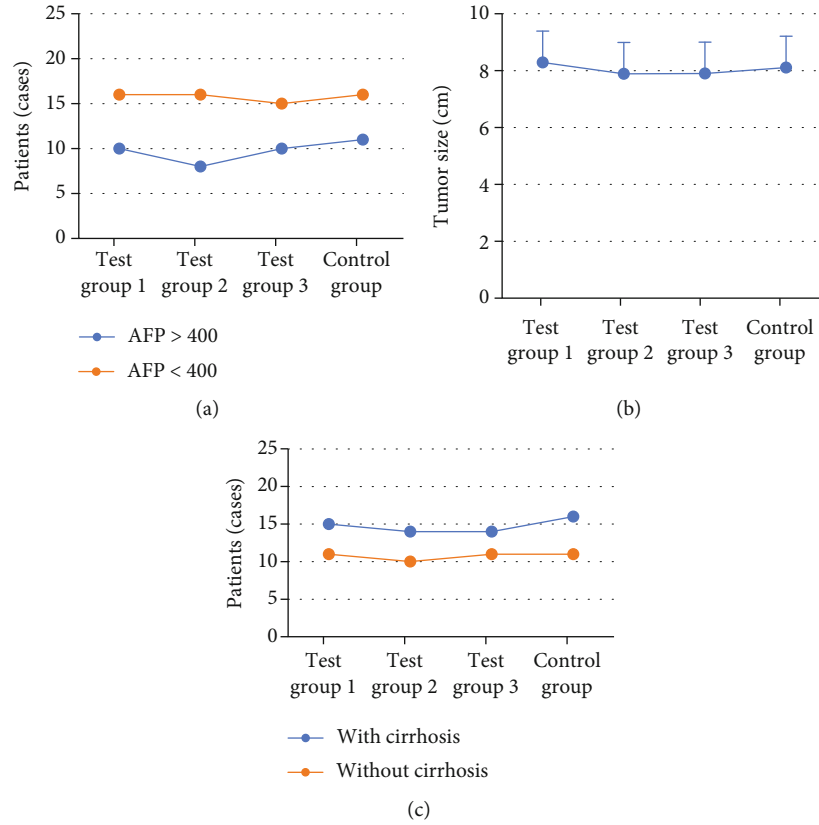 Patients (cases)
25
20
15
10
5
0
Test
group 1
Test
group 2
Test
group 3
Control
group
AFP > 400
AFP < 400
(a)
Tumor size (cm)
10
8
6
4
2
0
Test
group 1
Test
group 2
Test
group 3
Control
group
(b)
Patients (cases)
25
20
15
10
5
0
Test
group 1
Test
group 2
Test
group 3
Control
group
With cirrhosis
Without cirrhosis
(c)